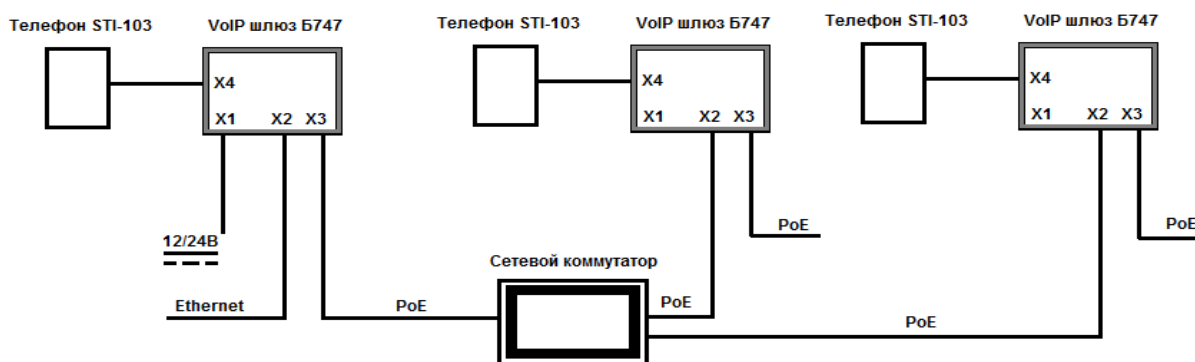 Телефон STI-103
VoIP шлюз Б747
Телефон STI-103
VoIP шлюз Б747
Телефон STI-103
VoIP шлюз Б747
X4
X1 X2 X3
X4
X1 X2 X3
X4
X1 X2 X3
12/24В
PoE
PoE
Сетевой коммутатор
Ethernet
PoE
PoE
PoE